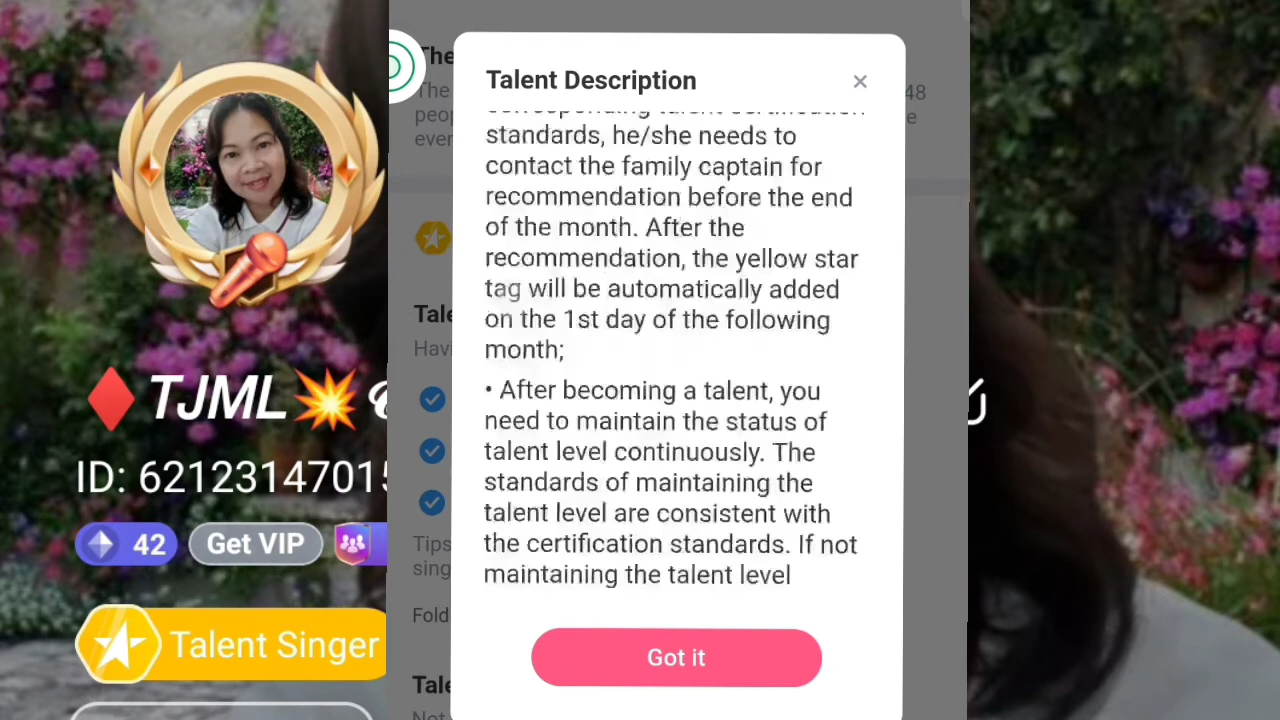 TJML
ID: 62123147015
42
Get VIP
Talent Singer
The
The
48
peop
e
ever
Tale
Havi
Tips
sing
Fold
Tale
Not
Talent Description
corresponding talent certification
standards, he/she needs to
contact the family captain for
recommendation before the end
of the month. After the
recommendation, the yellow star
tag will be automatically added
on the 1st day of the following
month;
• After becoming a talent, you
need to maintain the status of
talent level continuously. The
standards of maintaining the
talent level are consistent with
the certification standards. If not
maintaining the talent level
Got it